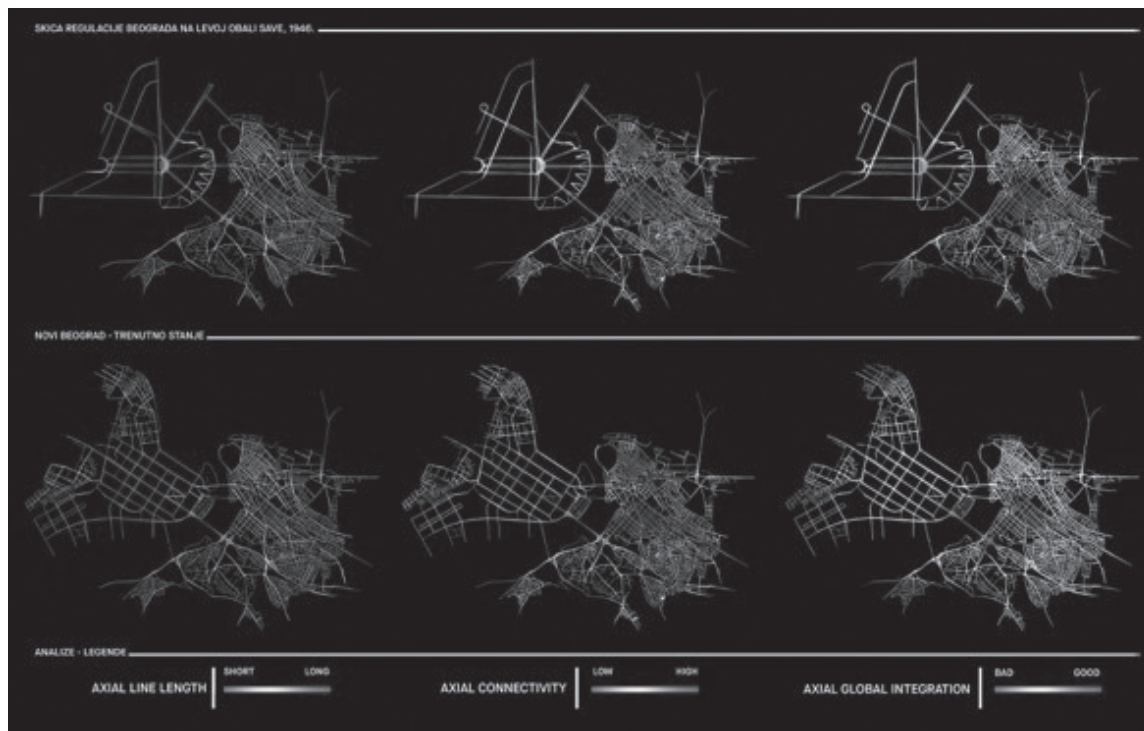 SKICA REGULACIJE BEOGRADA NA LEVOJ OBALI SAVE, 1946.
NOVI BEOGRAD - TRENUTNO STANJE
ANALIZE - LEGENDE
AXIAL LINE LENGTH
SHORT LONG
AXIAL CONNECTIVITY
LOW HIGH
AXIAL GLOBAL INTEGRATION
BAD GOOD